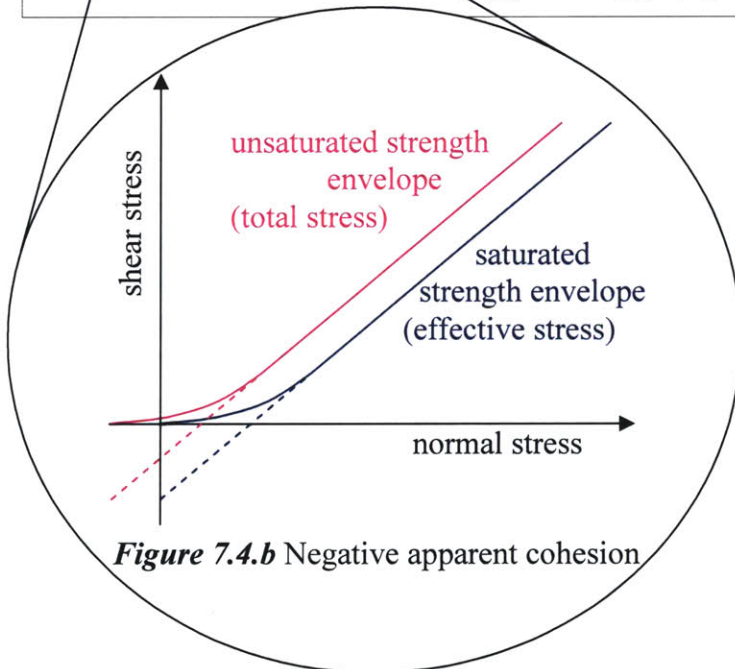 shear stress
unsaturated strength
envelope
(total stress)
saturated
strength envelope
(effective stress)
normal stress
Figure 7.4.b Negative apparent cohesion